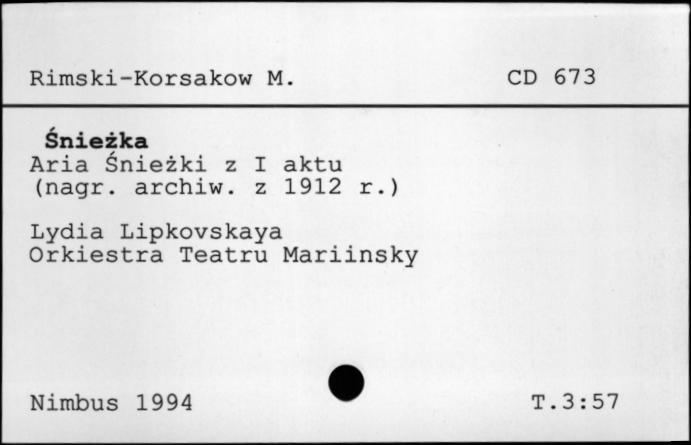 Rimski-Korsakow M. CD 673
Śnieżka
Aria Śnieżki z I aktu
(nagr. archiw. z 1912 r.)
Lydia Lipkovskaya
Orkiestra Teatru Mariinsky
Nimbus 1994 T.3:57